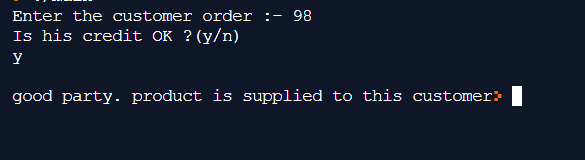 Enter the customer order :- 98
Is his credit OK ?(y/n)
y
good party. product is supplied to this customer>